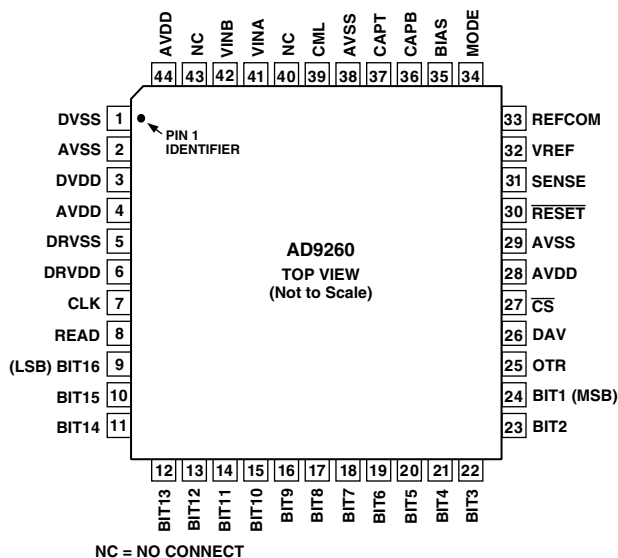 AVDD
NC
VINB
VINA
NC
CML
AVSS
CAPT
CAPB
BIAS
MODE
44 43 42 41 40 39 38 37 36 35 34
DVSS 1
AVSS 2
DVDD 3
AVDD 4
DRVSS 5
DRVDD 6
CLK 7
READ 8
(LSB) BIT16 9
BIT15 10
BIT14 11
PIN 1
IDENTIFIER
AD9260
TOP VIEW
(Not to Scale)
33 REFCOM
32 VREF
31 SENSE
30 RESET
29 AVSS
28 AVDD
27 CS
26 DAV
25 OTR
24 BIT1 (MSB)
23 BIT2
12 13 14 15 16 17 18 19 20 21 22
BIT13
BIT12
BIT11
BIT10
BIT9
BIT8
BIT7
BIT6
BIT5
BIT4
BIT3
NC = NO CONNECT